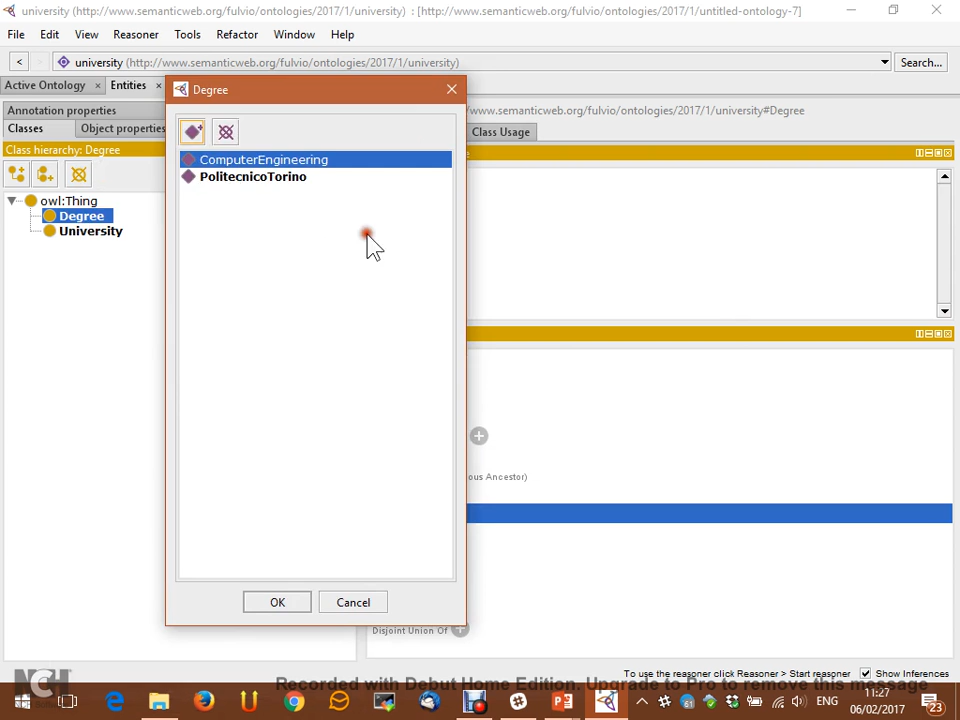 university (http://www.semanticweb.org/fulvio/ontologies/2017/1/university) : [http://www.semanticweb.org/fulvio/ontologies/2017/1/untitled-ontology-7]
File Edit View Reasoner Tools Refactor Window Help
< university (http://www.semanticweb.org/fulvio/ontologies/2017/1/university) Search...
Active Ontology × Entities ×
Degree
Annotation properties
Classes Object properties
Class hierarchy: Degree
owl:Thing
Degree
University
ComputerEngineering
PolitecnicoTorino
OK Cancel
www.semanticweb.org/fulvio/ontologies/2017/1/university#Degree
Class Usage
ous Ancestor)
Disjoint Union Of
To use the reasoner click Reasoner > Start reasoner Show Inferences
NCH
Recorded with Debut Home Edition. Upgrade to Pro to remove this message
61 ENG 11:27
06/02/2017 23